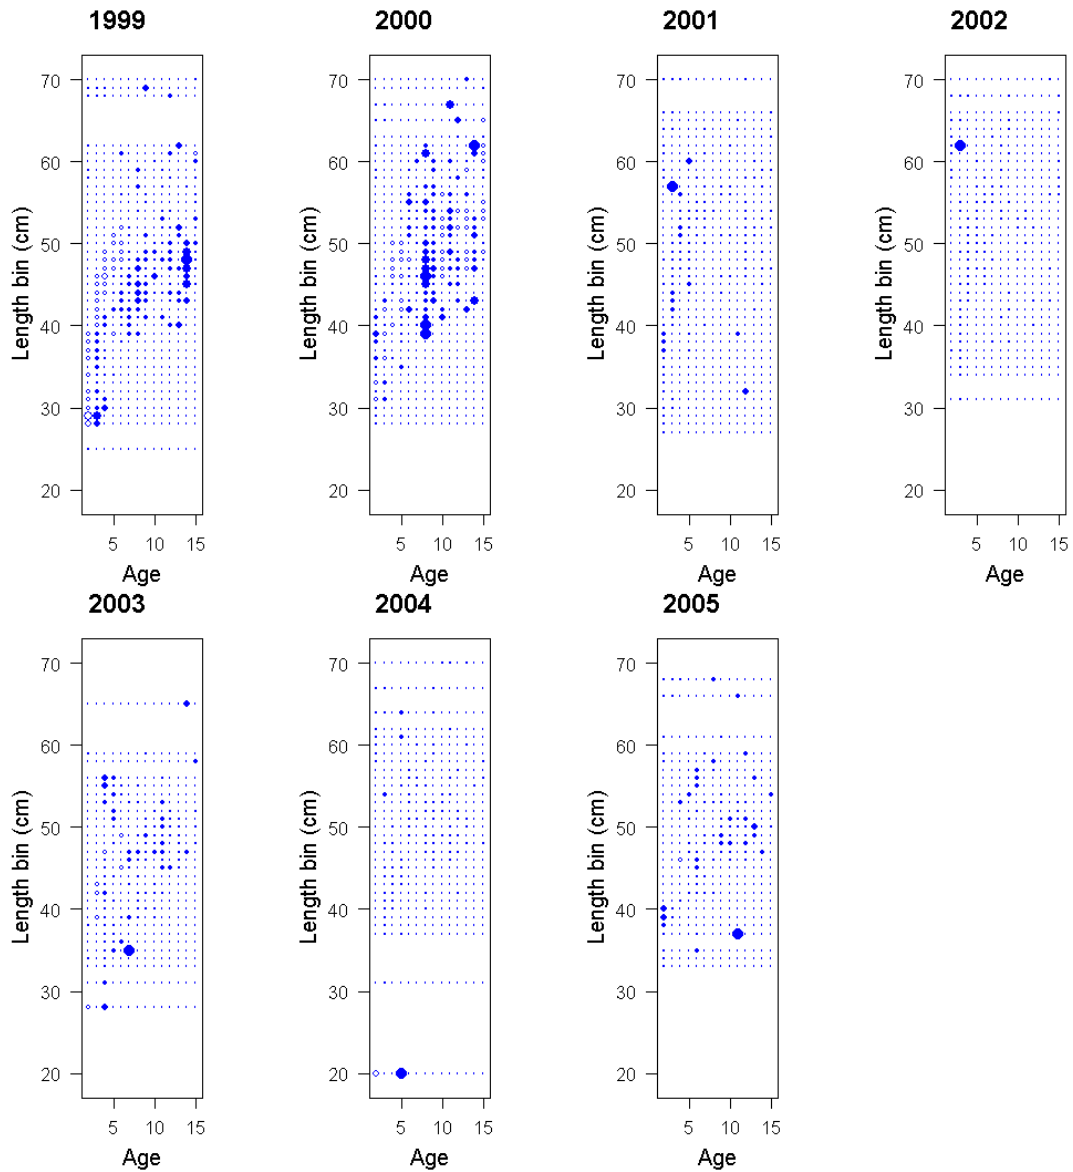 1999 2000 2001 2002
70 70 70 70
60 60 60 60
50 50 50 50
40 40 40 40
30 30 30 30
20 20 20 20
Length bin (cm) Length bin (cm) Length bin (cm) Length bin (cm)
5 10 15 5 10 15 5 10 15 5 10 15
Age Age Age Age
2003 2004 2005
70 70 70
60 60 60
50 50 50
40 40 40
30 30 30
20 20 20
Length bin (cm) Length bin (cm) Length bin (cm)
5 10 15 5 10 15 5 10 15
Age Age Age